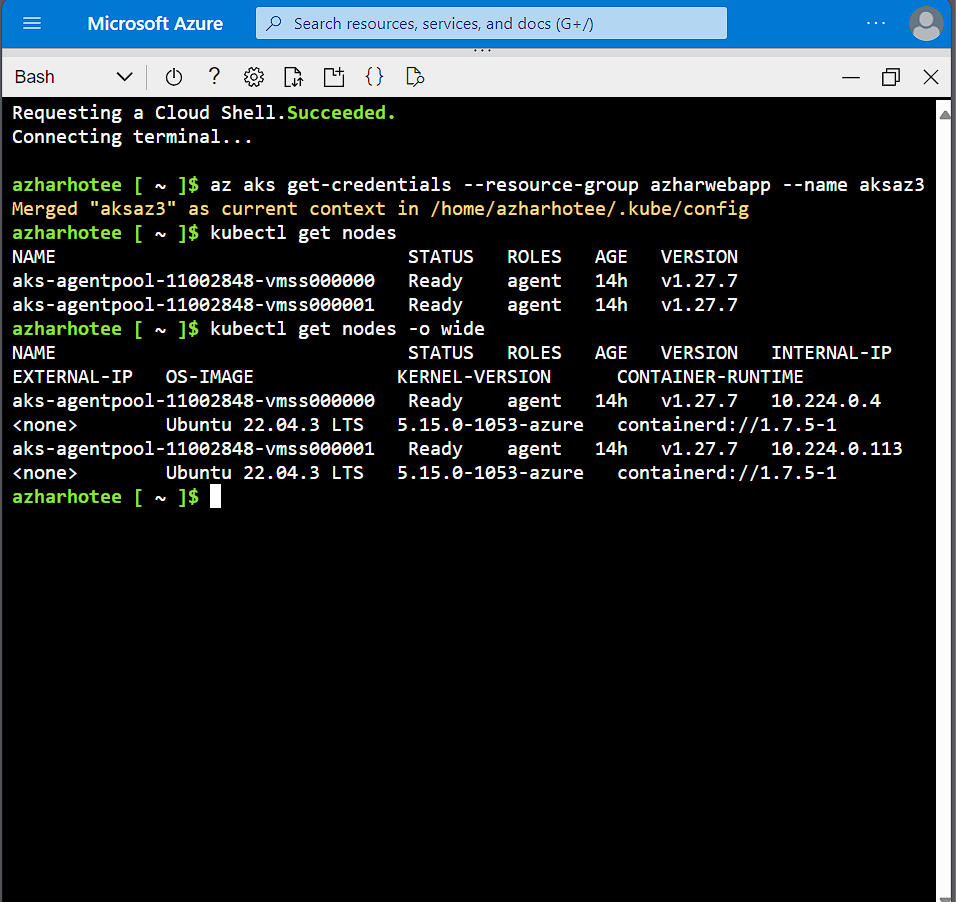 Microsoft Azure
Search resources, services, and docs (G+/)
Bash
Requesting a Cloud Shell.Succeeded.
Connecting terminal...
azharhotee [ ~ ]$ az aks get-credentials --resource-group azharwebapp --name aksaz3
Merged "aksaz3" as current context in /home/azharhotee/.kube/config
azharhotee [ ~ ]$ kubectl get nodes
NAME                                STATUS   ROLES   AGE   VERSION
aks-agentpool-11002848-vmss000000   Ready    agent   14h   v1.27.7
aks-agentpool-11002848-vmss000001   Ready    agent   14h   v1.27.7
azharhotee [ ~ ]$ kubectl get nodes -o wide
NAME                                STATUS   ROLES   AGE   VERSION   INTERNAL-IP
EXTERNAL-IP   OS-IMAGE             KERNEL-VERSION      CONTAINER-RUNTIME
aks-agentpool-11002848-vmss000000   Ready    agent   14h   v1.27.7   10.224.0.4
<none>        Ubuntu 22.04.3 LTS   5.15.0-1053-azure   containerd://1.7.5-1
aks-agentpool-11002848-vmss000001   Ready    agent   14h   v1.27.7   10.224.0.113
<none>        Ubuntu 22.04.3 LTS   5.15.0-1053-azure   containerd://1.7.5-1
azharhotee [ ~ ]$